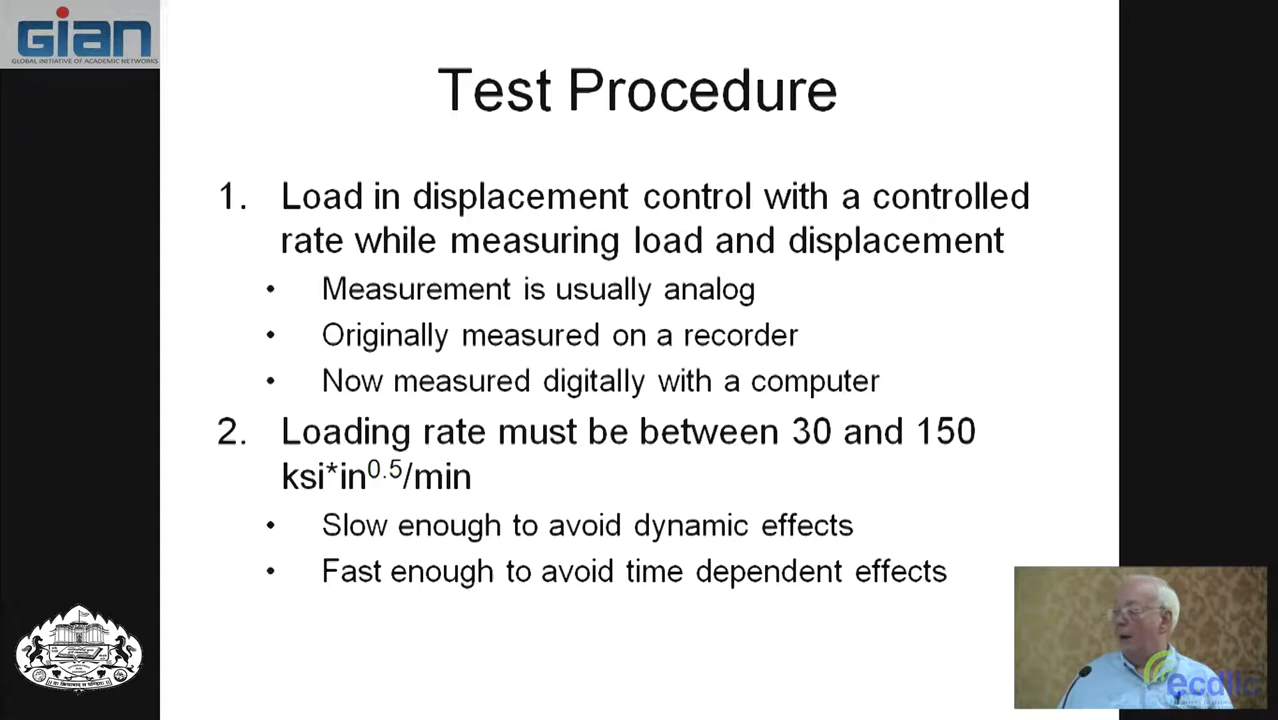 GIAN
GLOBAL INITIATIVE OF ACADEMIC NETWORKS
Test Procedure
1. Load in displacement control with a controlled
rate while measuring load and displacement
• Measurement is usually analog
• Originally measured on a recorder
• Now measured digitally with a computer
2. Loading rate must be between 30 and 150
ksi*in0.5/min
• Slow enough to avoid dynamic effects
• Fast enough to avoid time dependent effects
ecdlic